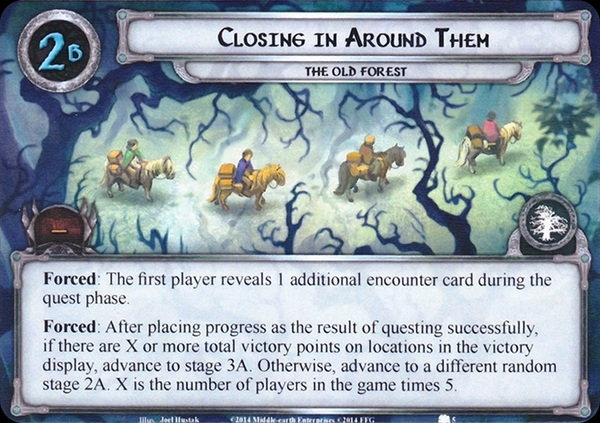 2B
CLOSING IN AROUND THEM
THE OLD FOREST
–
Forced: The first player reveals 1 additional encounter card during the
quest phase.
Forced: After placing progress as the result of questing successfully,
if there are X or more total victory points on locations in the victory
display, advance to stage 3A. Otherwise, advance to a different random
stage 2A. X is the number of players in the game times 5.
Illus. Joel Hustak ©2014 Middle-earth Enterprises ©2014 FFG 5